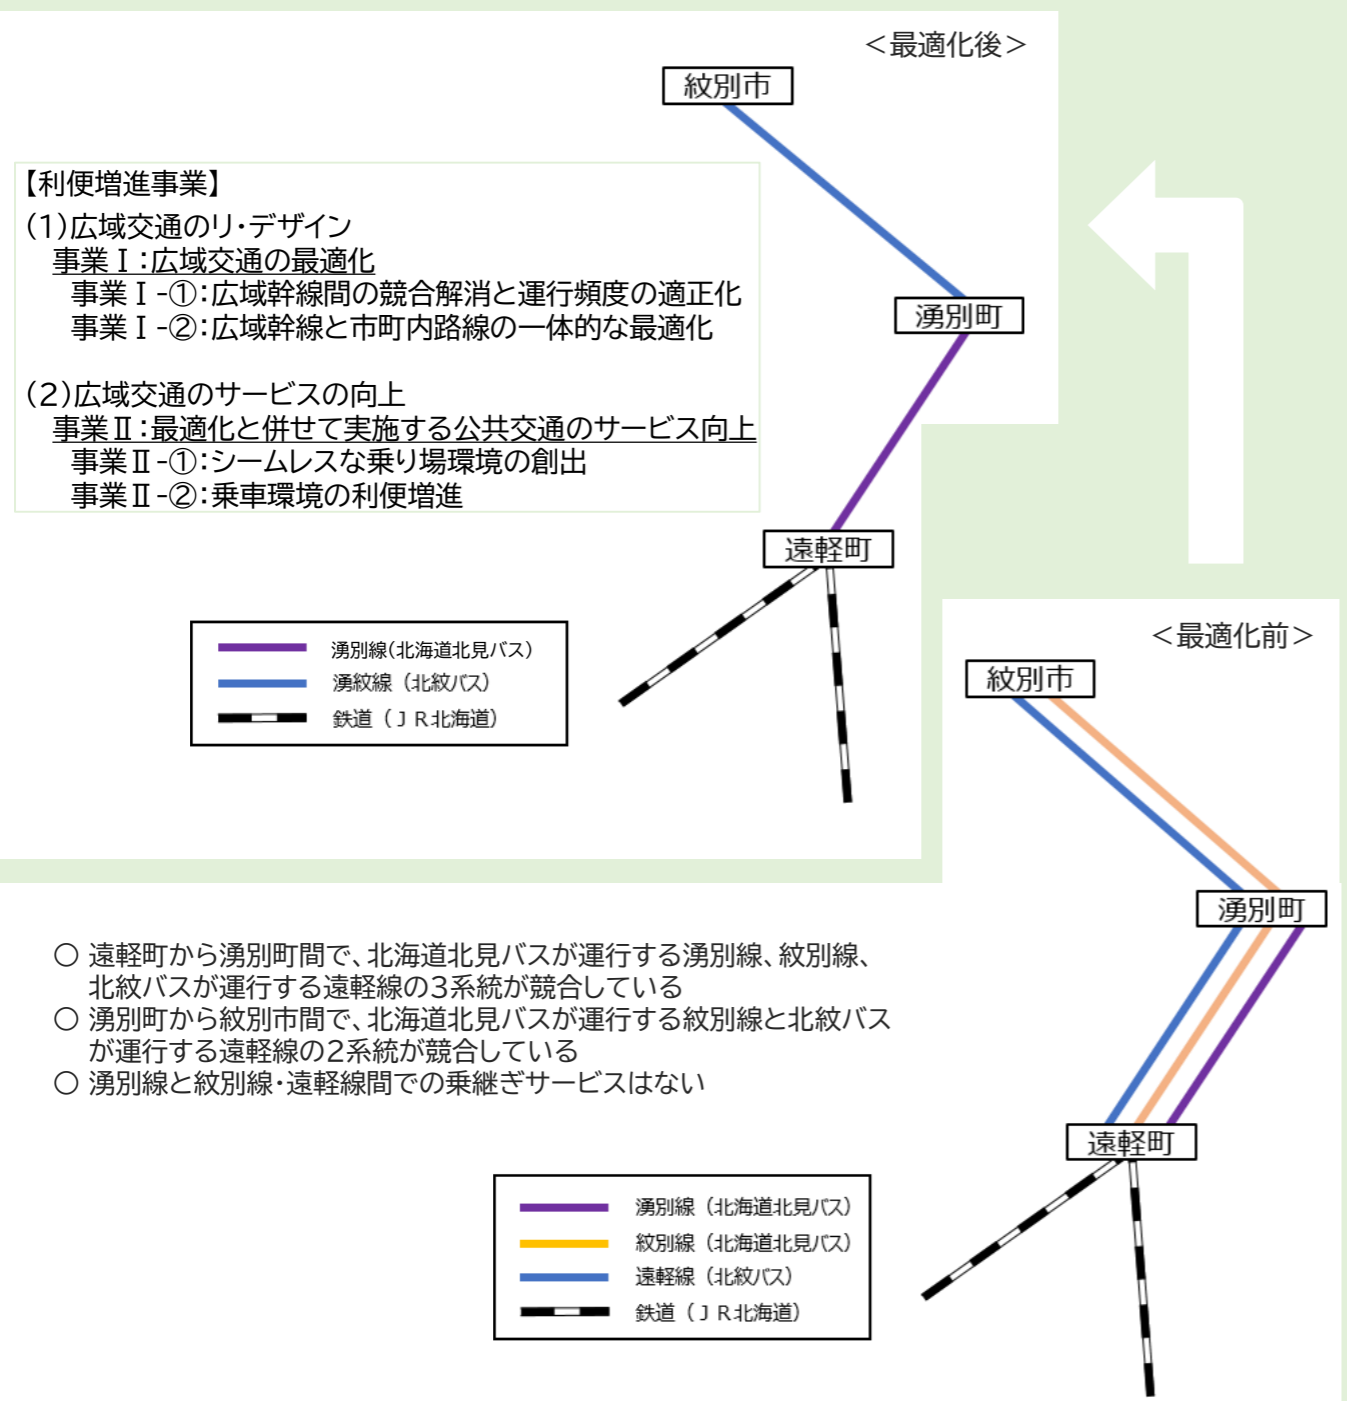 ＜最適化後＞
紋別市
【利便増進事業】
(1)広域交通のリ・デザイン
事業Ⅰ：広域交通の最適化
事業Ⅰ-①：広域幹線間の競合解消と運行頻度の適正化
事業Ⅰ-②：広域幹線と市町内路線の一体的な最適化
湧別町
(2)広域交通のサービスの向上
事業Ⅱ：最適化と併せて実施する公共交通のサービス向上
事業Ⅱ-①：シームレスな乗り場環境の創出
事業Ⅱ-②：乗車環境の利便増進
遠軽町
湧別線(北海道北見バス)
湧紋線（北紋バス）
鉄道（ＪＲ北海道）
＜最適化前＞
紋別市
湧別町
遠軽町
○ 遠軽町から湧別町間で、北海道北見バスが運行する湧別線、紋別線、
北紋バスが運行する遠軽線の3系統が競合している
○ 湧別町から紋別市間で、北海道北見バスが運行する紋別線と北紋バス
が運行する遠軽線の2系統が競合している
○ 湧別線と紋別線・遠軽線間での乗継ぎサービスはない
湧別線（北海道北見バス）
紋別線（北海道北見バス）
遠軽線（北紋バス）
鉄道（ＪＲ北海道）